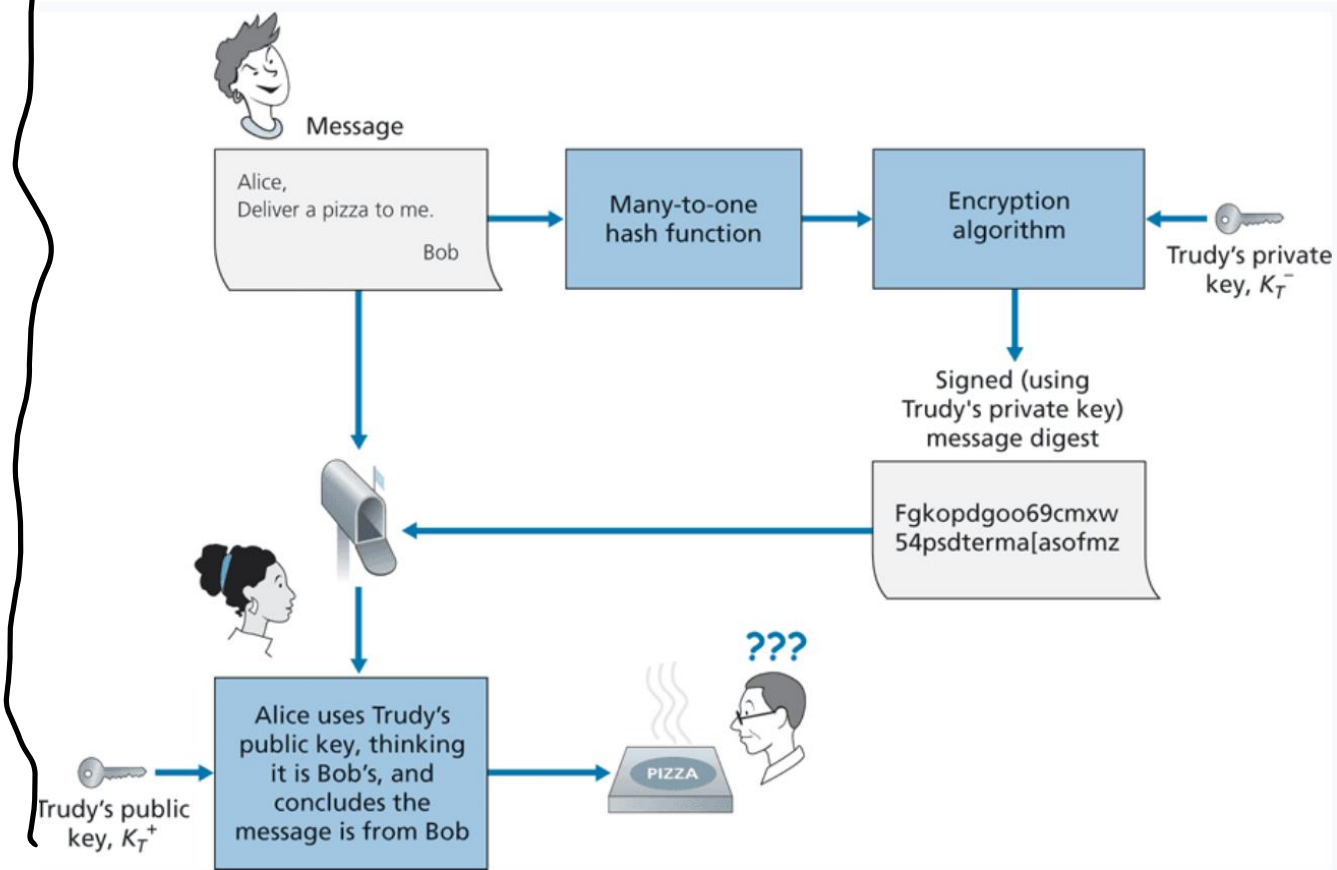 Message
Alice,
Deliver a pizza to me.
Bob
Many-to-one
hash function
Encryption
algorithm
Trudy's private
key, K_T^-
Signed (using
Trudy's private key)
message digest
Fgkopdgoo69cmxw
54psdterma[asofmz
???
Alice uses Trudy's
public key, thinking
it is Bob's, and
concludes the
message is from Bob
PIZZA
Trudy's public
key, K_T^+